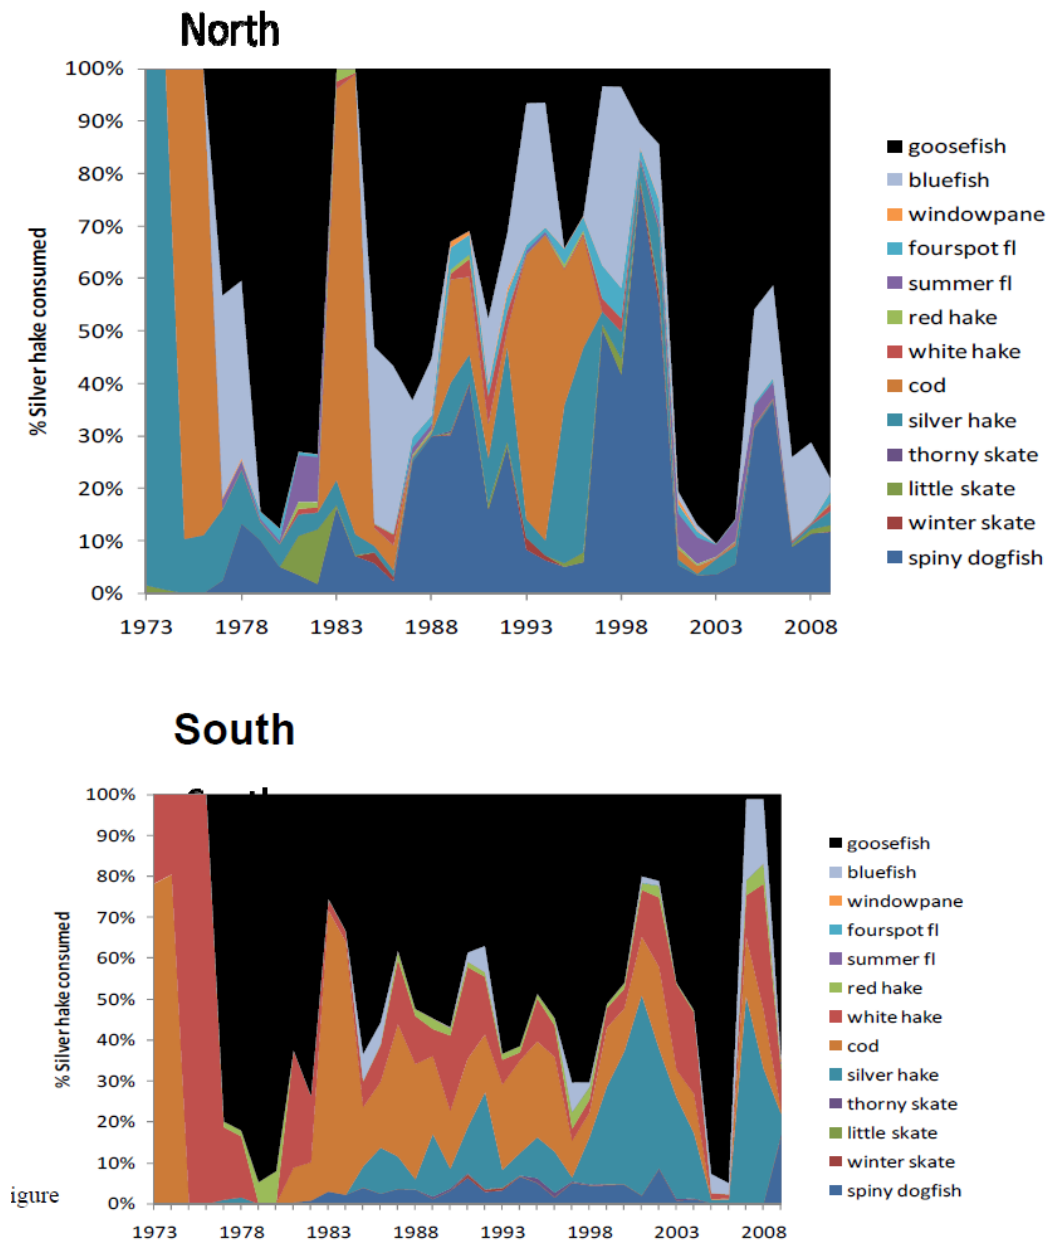 North
100%
90%
80%
70%
60%
50%
40%
30%
20%
10%
0%
% Silver hake consumed
1973 1978 1983 1988 1993 1998 2003 2008
goosefish
bluefish
windowpane
fourspot fl
summer fl
red hake
white hake
cod
silver hake
thorny skate
little skate
winter skate
spiny dogfish
South
100%
90%
80%
70%
60%
50%
40%
30%
20%
10%
0%
% Silver hake consumed
1973 1978 1983 1988 1993 1998 2003 2008
goosefish
bluefish
windowpane
fourspot fl
summer fl
red hake
white hake
cod
silver hake
thorny skate
little skate
winter skate
spiny dogfish
igure